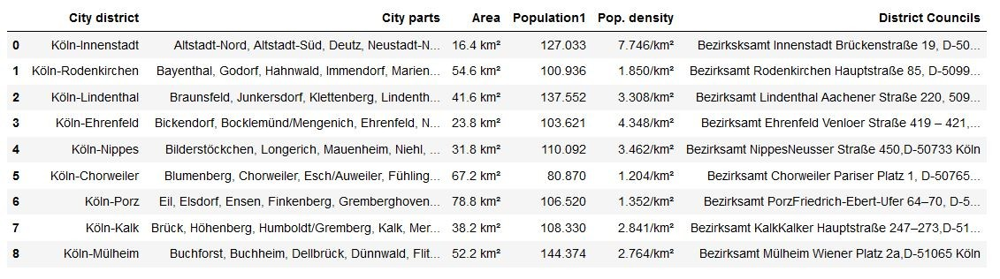 City district City parts Area Population1 Pop. density District Councils
0 Köln-Innenstadt Altstadt-Nord, Altstadt-Süd, Deutz, Neustadt-N... 16.4 km² 127.033 7.746/km² Bezirksksamt Innenstadt Brückenstraße 19, D-50...
1 Köln-Rodenkirchen Bayenthal, Godorf, Hahnwald, Immendorf, Marien... 54.6 km² 100.936 1.850/km² Bezirksamt Rodenkirchen Hauptstraße 85, D-5099...
2 Köln-Lindenthal Braunsfeld, Junkersdorf, Klettenberg, Lindenth... 41.6 km² 137.552 3.308/km² Bezirksamt Lindenthal Aachener Straße 220, 509...
3 Köln-Ehrenfeld Bickendorf, Bocklemünd/Mengenich, Ehrenfeld, N... 23.8 km² 103.621 4.348/km² Bezirksamt Ehrenfeld Venloer Straße 419 – 421,...
4 Köln-Nippes Bilderstöckchen, Longerich, Mauenheim, Niehl, ... 31.8 km² 110.092 3.462/km² Bezirksamt NippesNeusser Straße 450,D-50733 Köln
5 Köln-Chorweiler Blumenberg, Chorweiler, Esch/Auweiler, Fühling... 67.2 km² 80.870 1.204/km² Bezirksamt Chorweiler Pariser Platz 1, D-50765...
6 Köln-Porz Eil, Elsdorf, Ensen, Finkenberg, Gremberghoven... 78.8 km² 106.520 1.352/km² Bezirksamt PorzFriedrich-Ebert-Ufer 64–70, D-5...
7 Köln-Kalk Brück, Höhenberg, Humboldt/Gremberg, Kalk, Mer... 38.2 km² 108.330 2.841/km² Bezirksamt KalkKalker Hauptstraße 247–273,D-51...
8 Köln-Mülheim Buchforst, Buchheim, Dellbrück, Dünnwald, Flit... 52.2 km² 144.374 2.764/km² Bezirksamt Mülheim Wiener Platz 2a,D-51065 Köln